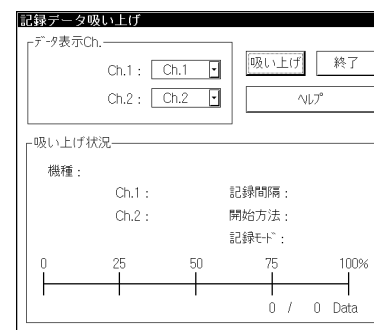 記録データ吸い上げ
データ表示Ch.
Ch.1 : Ch.1
Ch.2 : Ch.2
吸い上げ 終了
ヘルプ
吸い上げ状況
機種 :
Ch.1 : 記録間隔 :
Ch.2 : 開始方法 :
記録モード :
0 25 50 75 100%
0 / 0 Data